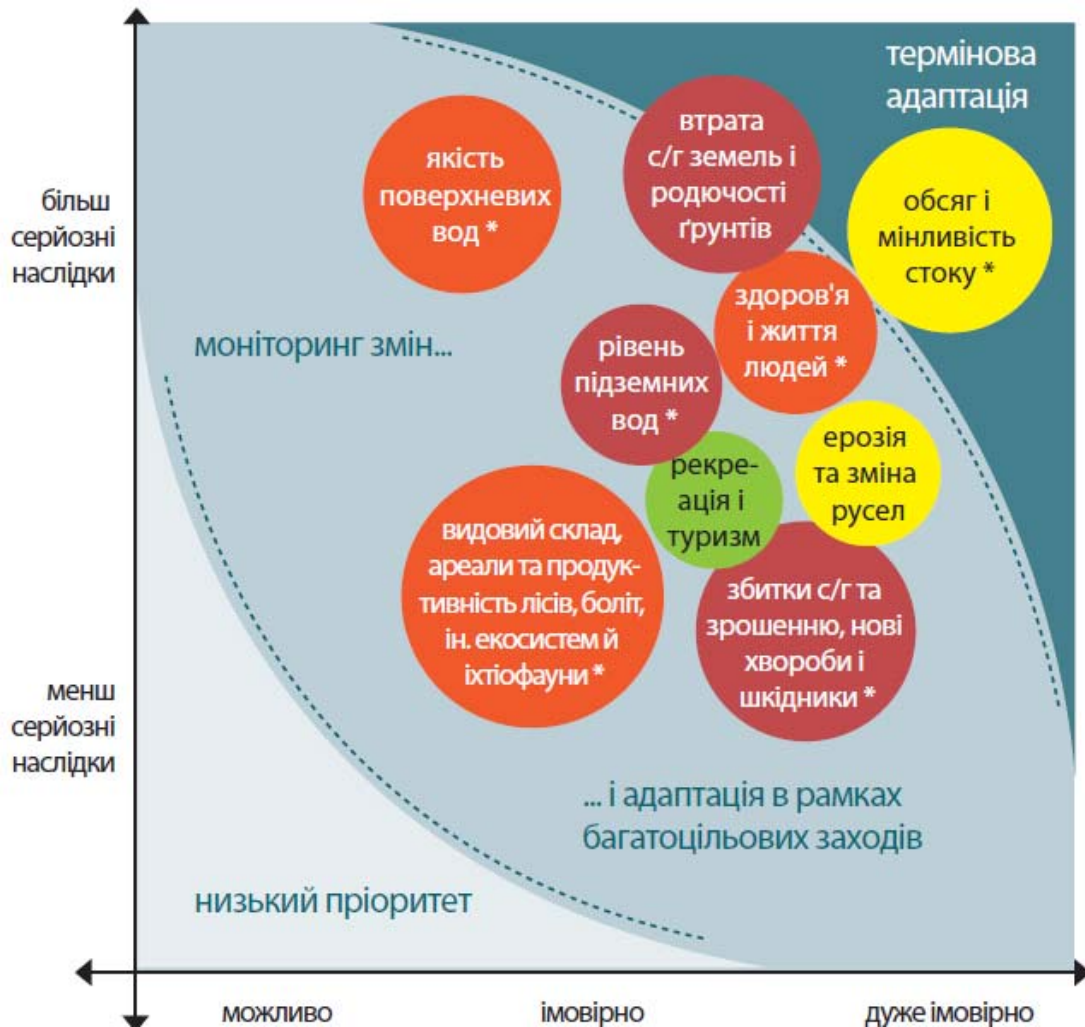 термінова
адаптація
більш
серйозні
наслідки
якість
поверхневих
вод *
втрата
с/г земель і
родючості
ґрунтів
обсяг і
мінливість
стоку *
моніторинг змін...
рівень
підземних
вод *
здоров'я
і життя
людей *
рекре-
ація і
туризм
ерозія
та зміна
русел
видовий склад,
ареали та продук-
тивність лісів, боліт,
ін. екосистем й
іхтіофауни *
збитки с/г та
зрошенню, нові
хвороби і
шкідники *
менш
серйозні
наслідки
... і адаптація в рамках
багатоцільових заходів
низький пріоритет
можливо
імовірно
дуже імовірно